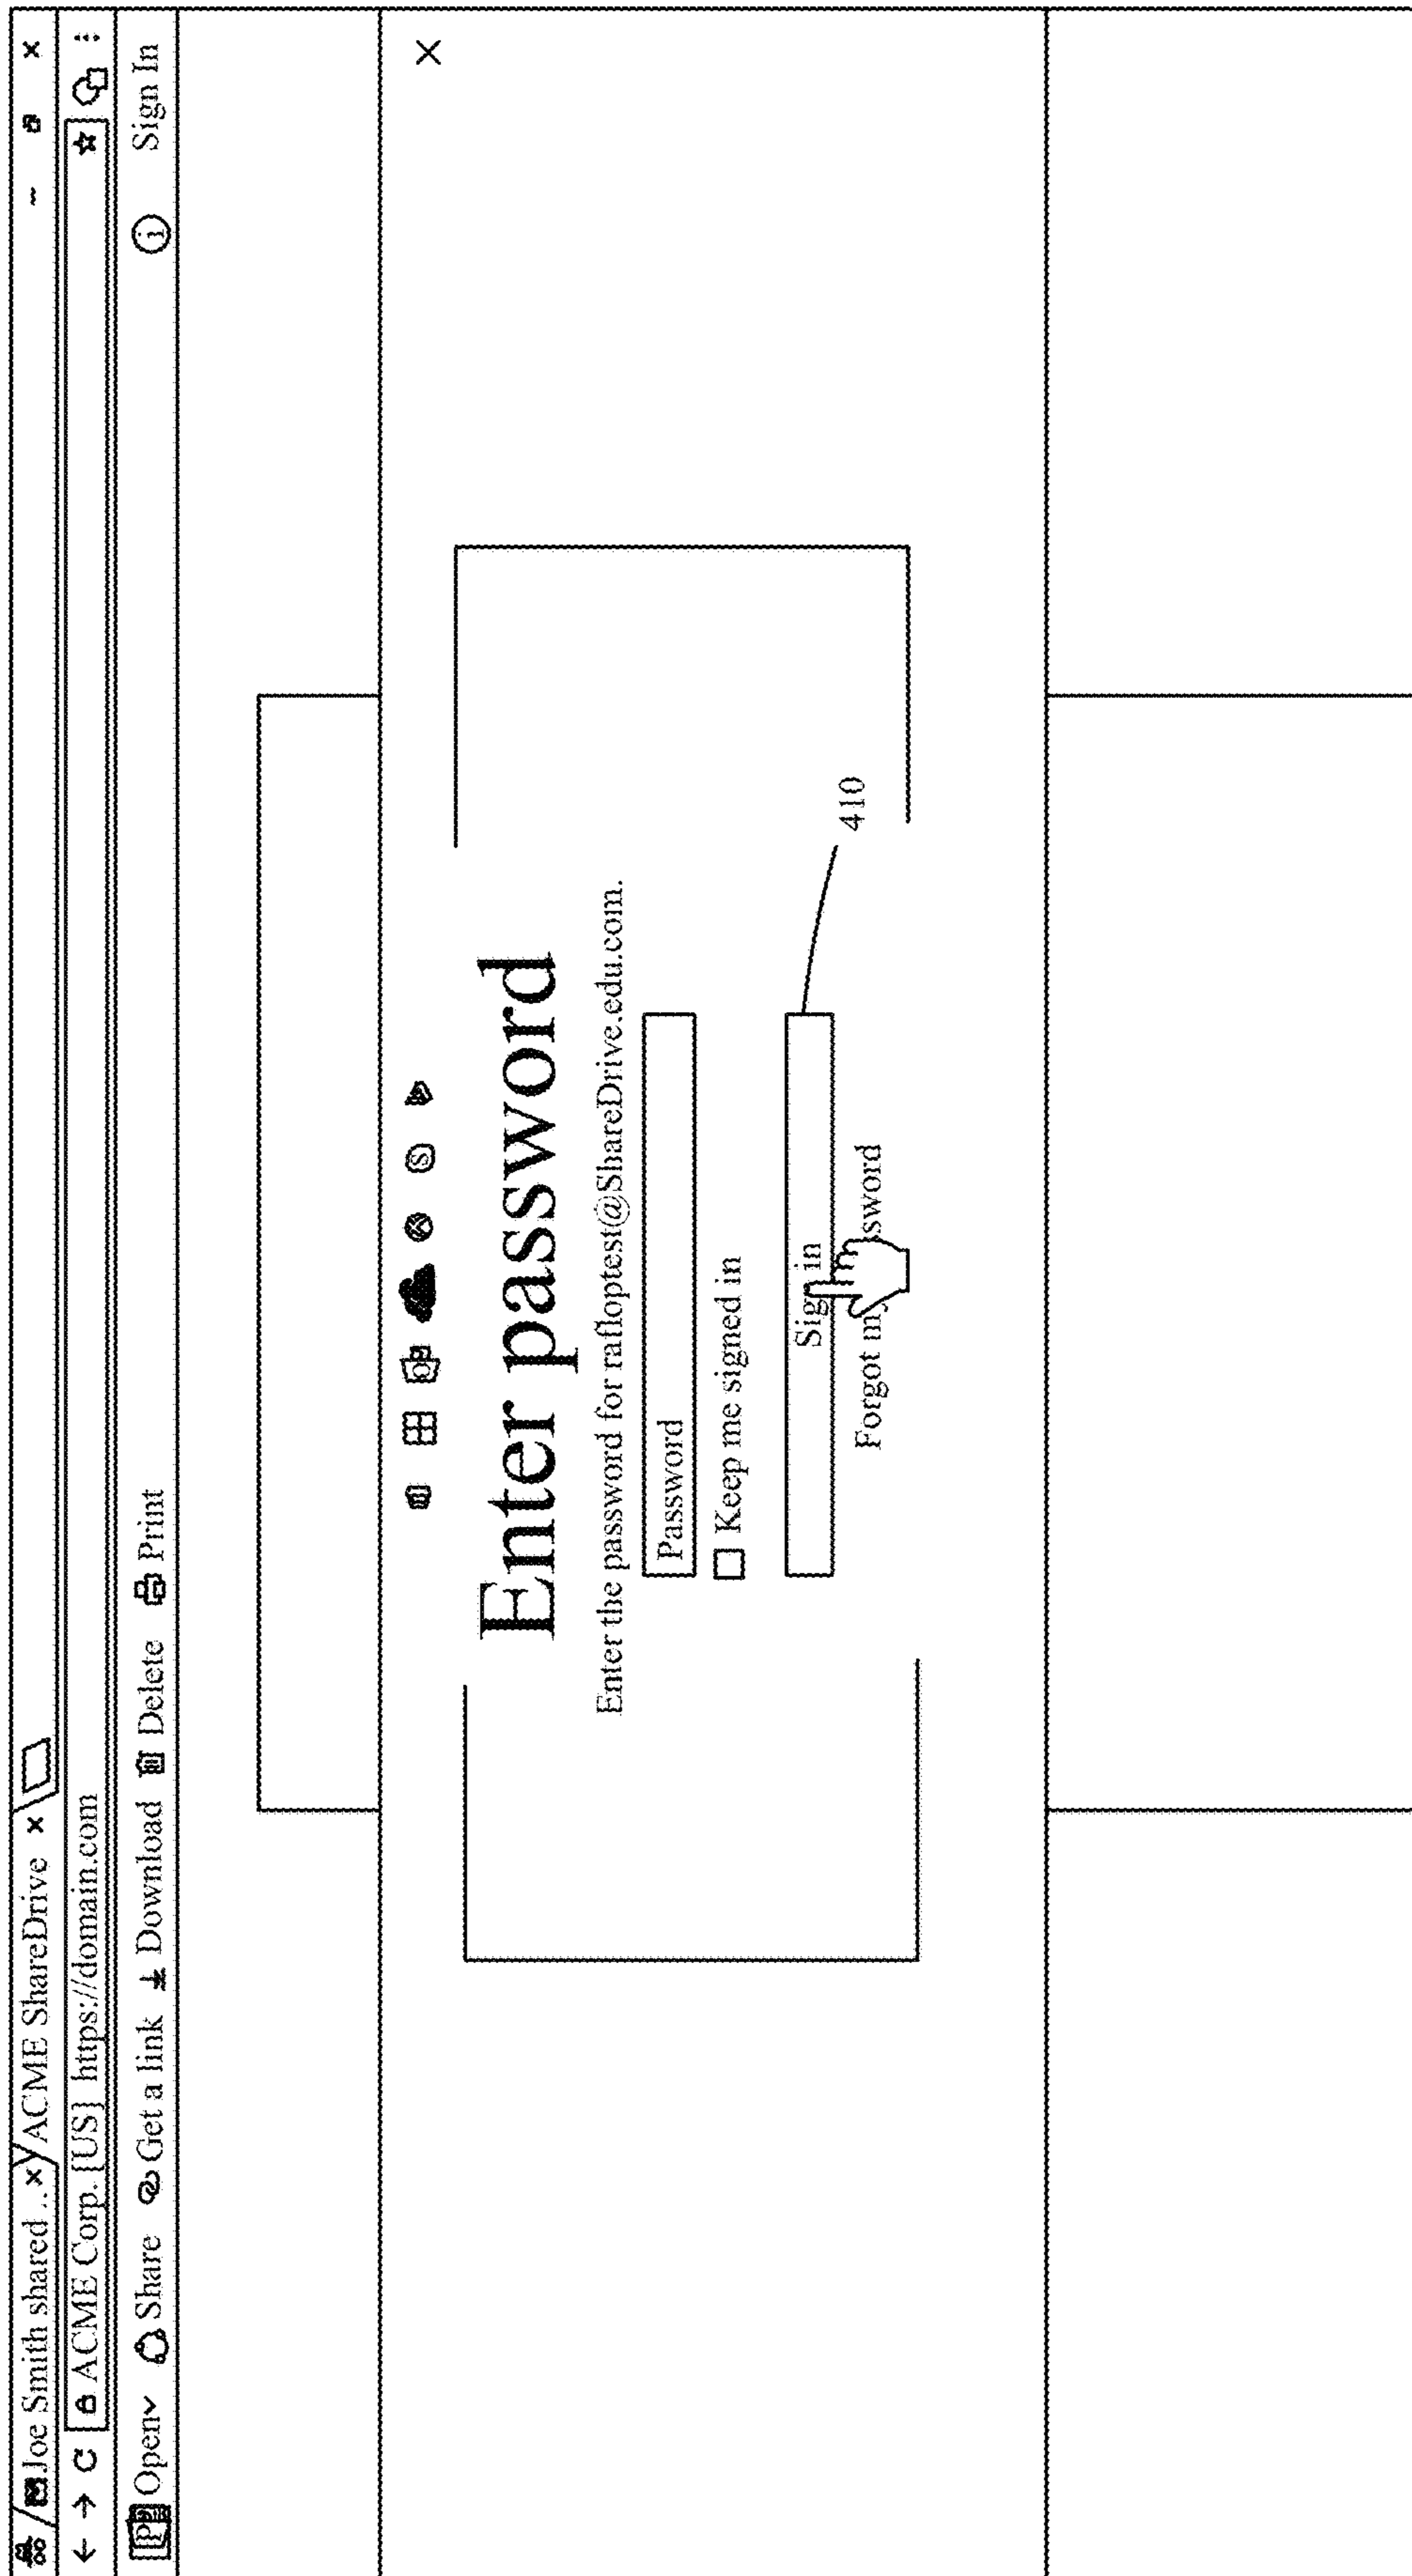 Joe Smith shared ... × ACME ShareDrive ×
ACME Corp. [US] https://domain.com
Open Share Get a link Download Delete Print Sign In
Enter password
Enter the password for rafloptest@ShareDrive.edu.com.
Password
Keep me signed in
Sign in
410
Forgot my